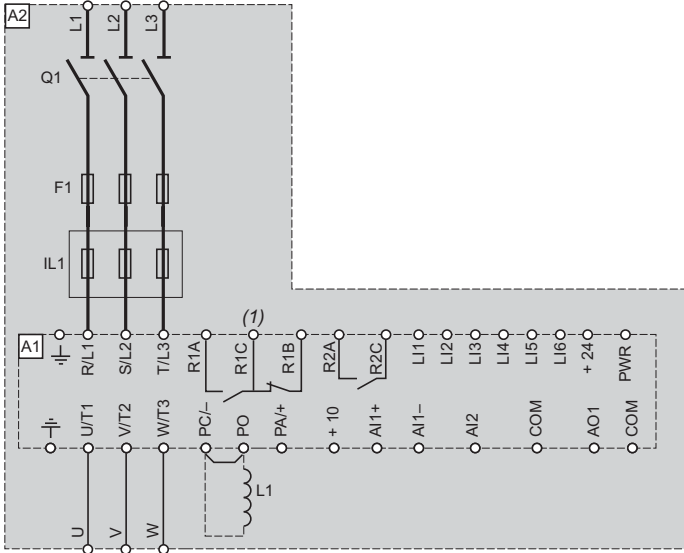 A2
L1 L2 L3
Q1
F1
IL1
(1)
A1
R/L1 S/L2 T/L3 R1A R1C R1B R2A R2C LI1 LI2 LI3 LI4 LI5 LI6 + 24 PWR
U/T1 V/T2 W/T3 PC/– PO PA/+ + 10 AI1+ AI1– AI2 COM AO1 COM
L1
U V W